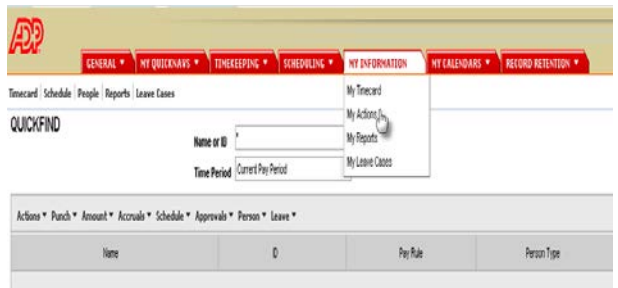 ADP
GENERAL MY QUICKNAVS TIMEKEEPING SCHEDULING MY INFORMATION MY CALENDARS RECORD RETENTION
Timecard Schedule People Reports Leave Cases
My Timecard
My Actions
My Reports
My Leave Cases
QUICKFIND
Name or ID *
Time Period Current Pay Period
Actions Punch Amount Accruals Schedule Approvals Person Leave
Name ID Pay Rule Person Type